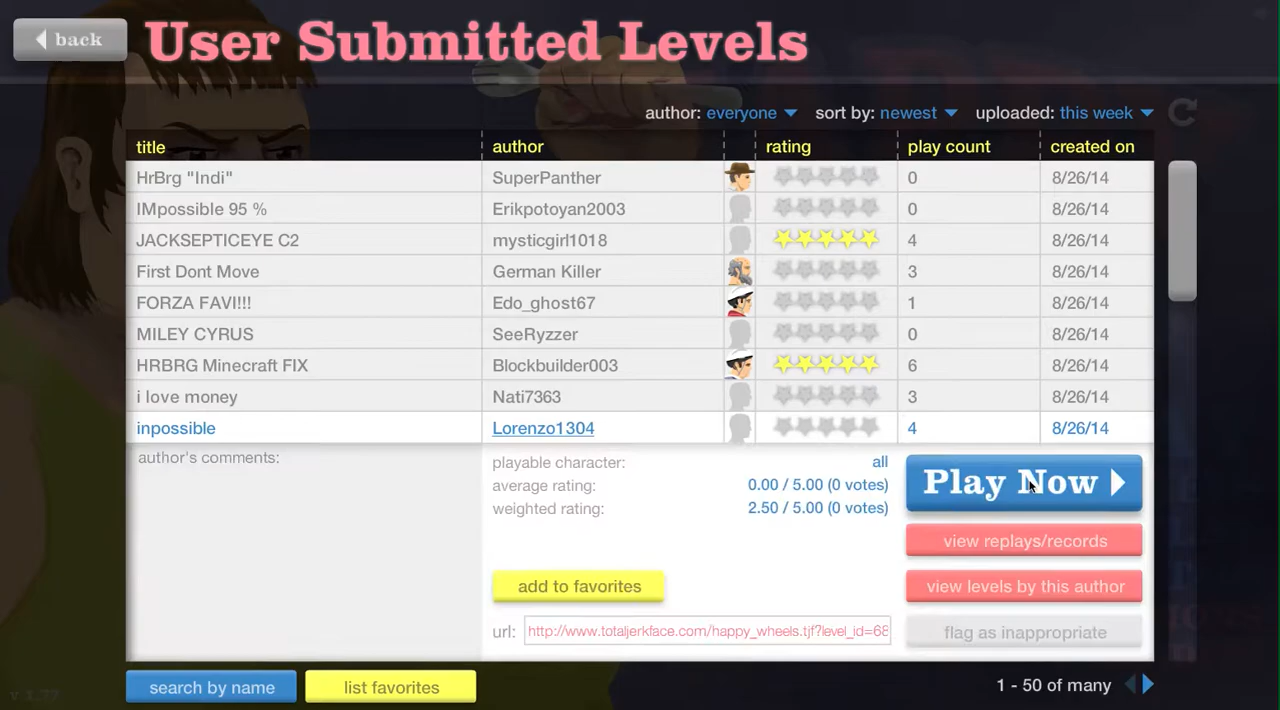 back
User Submitted Levels
author: everyone sort by: newest uploaded: this week
title author rating play count created on
HrBrg "Indi" SuperPanther 0 8/26/14
IMpossible 95 % Erikpotoyan2003 0 8/26/14
JACKSEPTICEYE C2 mysticgirl1018 4 8/26/14
First Dont Move German Killer 3 8/26/14
FORZA FAVI!!! Edo_ghost67 1 8/26/14
MILEY CYRUS SeeRyzzer 0 8/26/14
HRBRG Minecraft FIX Blockbuilder003 6 8/26/14
i love money Nati7363 3 8/26/14
inpossible Lorenzo1304 4 8/26/14
author's comments:
playable character: all
average rating: 0.00 / 5.00 (0 votes)
weighted rating: 2.50 / 5.00 (0 votes)
Play Now
view replays/records
add to favorites
view levels by this author
url: http://www.totaljerkface.com/happy_wheels.tjf?level_id=68
flag as inappropriate
search by name
list favorites
1 - 50 of many
v 1.77